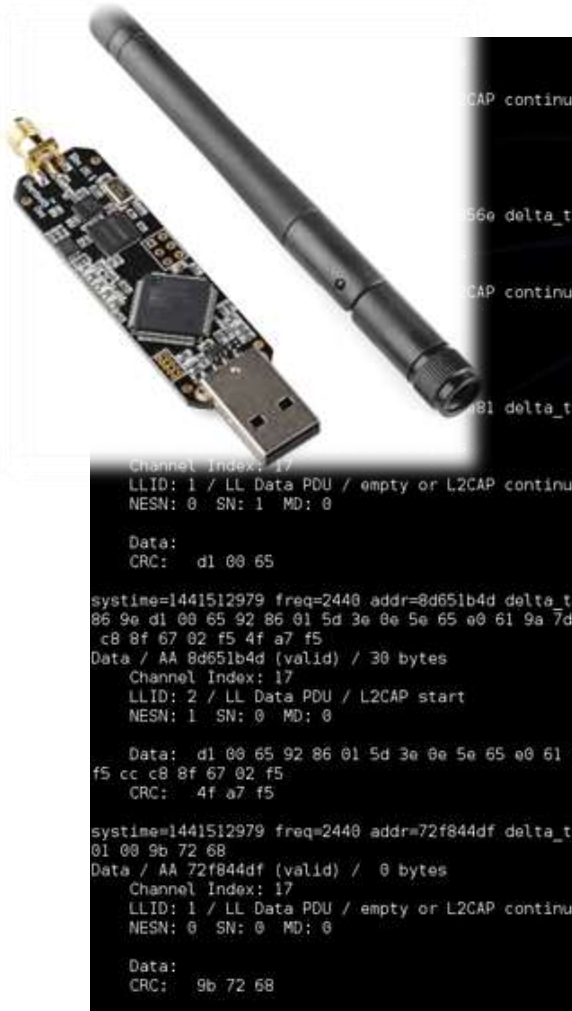 CAP continu
56e delta_t
CAP continu
81 delta_t
Channel Index: 17
LLID: 1 / LL Data PDU / empty or L2CAP continu
NESN: 0 SN: 1 MD: 0
Data:
CRC: d1 00 65
systime=1441512979 freq=2440 addr=8d651b4d delta_t
86 9e d1 00 65 92 86 01 5d 3e 0e 5e 65 e0 61 9a 7d
c8 8f 67 02 f5 4f a7 f5
Data / AA 8d651b4d (valid) / 30 bytes
Channel Index: 17
LLID: 2 / LL Data PDU / L2CAP start
NESN: 1 SN: 0 MD: 0
Data: d1 00 65 92 86 01 5d 3e 0e 5e 65 e0 61
f5 cc c8 8f 67 02 f5
CRC: 4f a7 f5
systime=1441512979 freq=2440 addr=72f844df delta_t
01 00 9b 72 68
Data / AA 72f844df (valid) / 0 bytes
Channel Index: 17
LLID: 1 / LL Data PDU / empty or L2CAP continu
NESN: 0 SN: 0 MD: 0
Data:
CRC: 9b 72 68